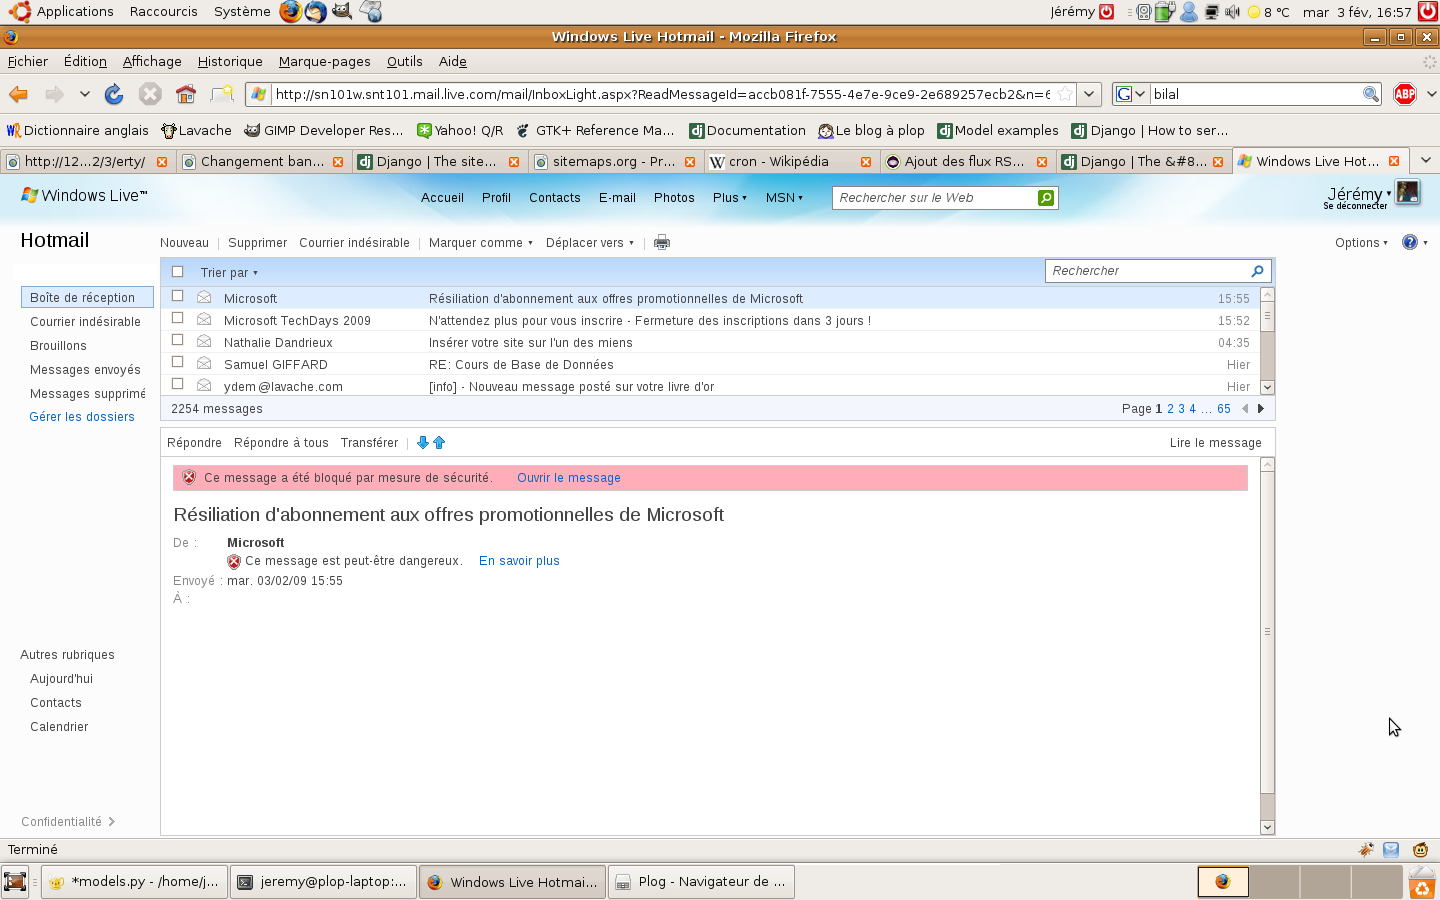 Applications Raccourcis Système Jérémy 8 °C mar 3 fév, 16:57
Windows Live Hotmail - Mozilla Firefox
Fichier Édition Affichage Historique Marque-pages Outils Aide
http://sn101w.snt101.mail.live.com/mail/InboxLight.aspx?ReadMessageId=accb081f-7555-4e7e-9ce9-2e689257ecb2&n=6 G bilal ABP
Dictionnaire anglais Lavache GIMP Developer Res... Yahoo! Q/R GTK+ Reference Ma... dj Documentation Le blog à plop dj Model examples dj Django | How to ser...
http://12...2/3/erty/ Changement ban... dj Django | The site... sitemaps.org - Pr... W cron - Wikipédia Ajout des flux RS... dj Django | The &#8... Windows Live Hot...
Windows Live™ Accueil Profil Contacts E-mail Photos Plus MSN Rechercher sur le Web Jérémy
Se déconnecter
Hotmail Nouveau Supprimer Courrier indésirable Marquer comme Déplacer vers Options ?
Trier par Rechercher
Boîte de réception
Courrier indésirable
Brouillons
Messages envoyés
Messages supprimé
Gérer les dossiers
Microsoft Résiliation d'abonnement aux offres promotionnelles de Microsoft 15:55
Microsoft TechDays 2009 N'attendez plus pour vous inscrire - Fermeture des inscriptions dans 3 jours ! 15:52
Nathalie Dandrieux Insérer votre site sur l'un des miens 04:35
Samuel GIFFARD RE: Cours de Base de Données Hier
ydem@lavache.com [info] - Nouveau message posté sur votre livre d'or Hier
2254 messages Page 1 2 3 4 ... 65
Répondre Répondre à tous Transférer Lire le message
Ce message a été bloqué par mesure de sécurité. Ouvrir le message
Résiliation d'abonnement aux offres promotionnelles de Microsoft
De : Microsoft
Ce message est peut-être dangereux. En savoir plus
Envoyé : mar. 03/02/09 15:55
À :
Autres rubriques
Aujourd'hui
Contacts
Calendrier
Confidentialité
Terminé
*models.py - /home/j... jeremy@plop-laptop:... Windows Live Hotmai... Plog - Navigateur de ...